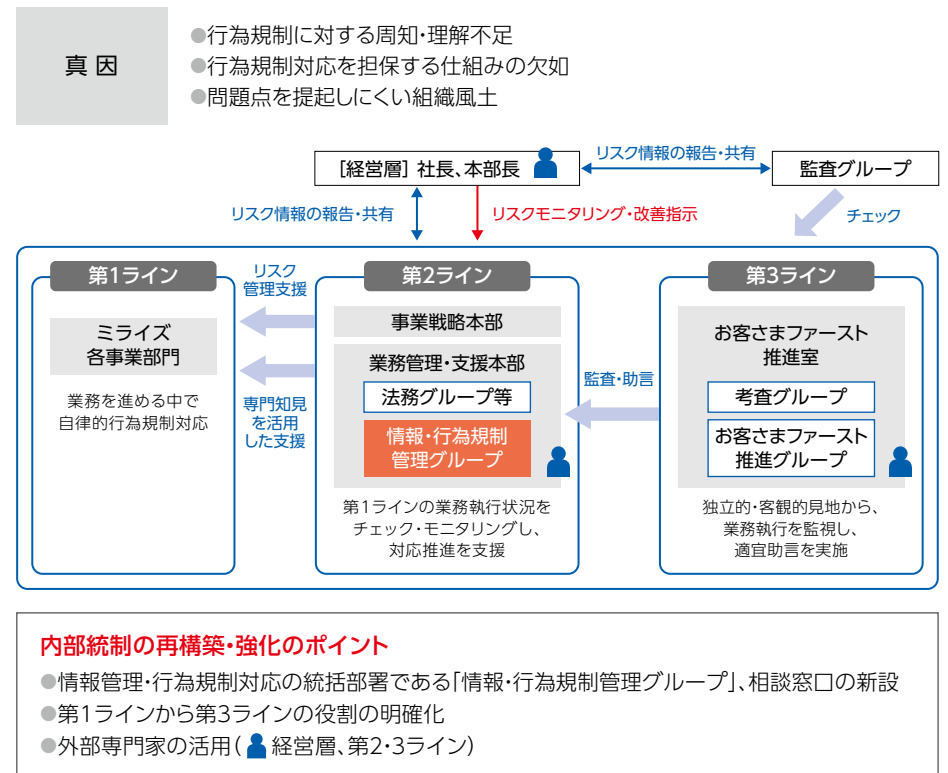 真因
●行為規制に対する周知・理解不足
●行為規制対応を担保する仕組みの欠如
●問題点を提起しにくい組織風土
［経営層］社長、本部長
リスク情報の報告・共有
監査グループ
リスク情報の報告・共有
リスクモニタリング・改善指示
チェック
第1ライン
リスク
管理支援
第2ライン
第3ライン
ミライズ
各事業部門
業務を進める中で
自律的行為規制対応
専門知見
を活用
した支援
事業戦略本部
業務管理・支援本部
法務グループ等
情報・行為規制
管理グループ
第1ラインの業務執行状況を
チェック・モニタリングし、
対応推進を支援
監査・助言
お客さまファースト
推進室
考査グループ
お客さまファースト
推進グループ
独立的・客観的見地から、
業務執行を監視し、
適宜助言を実施
内部統制の再構築・強化のポイント
●情報管理・行為規制対応の統括部署である「情報・行為規制管理グループ」、相談窓口の新設
●第1ラインから第3ラインの役割の明確化
●外部専門家の活用（ 経営層、第2・3ライン）